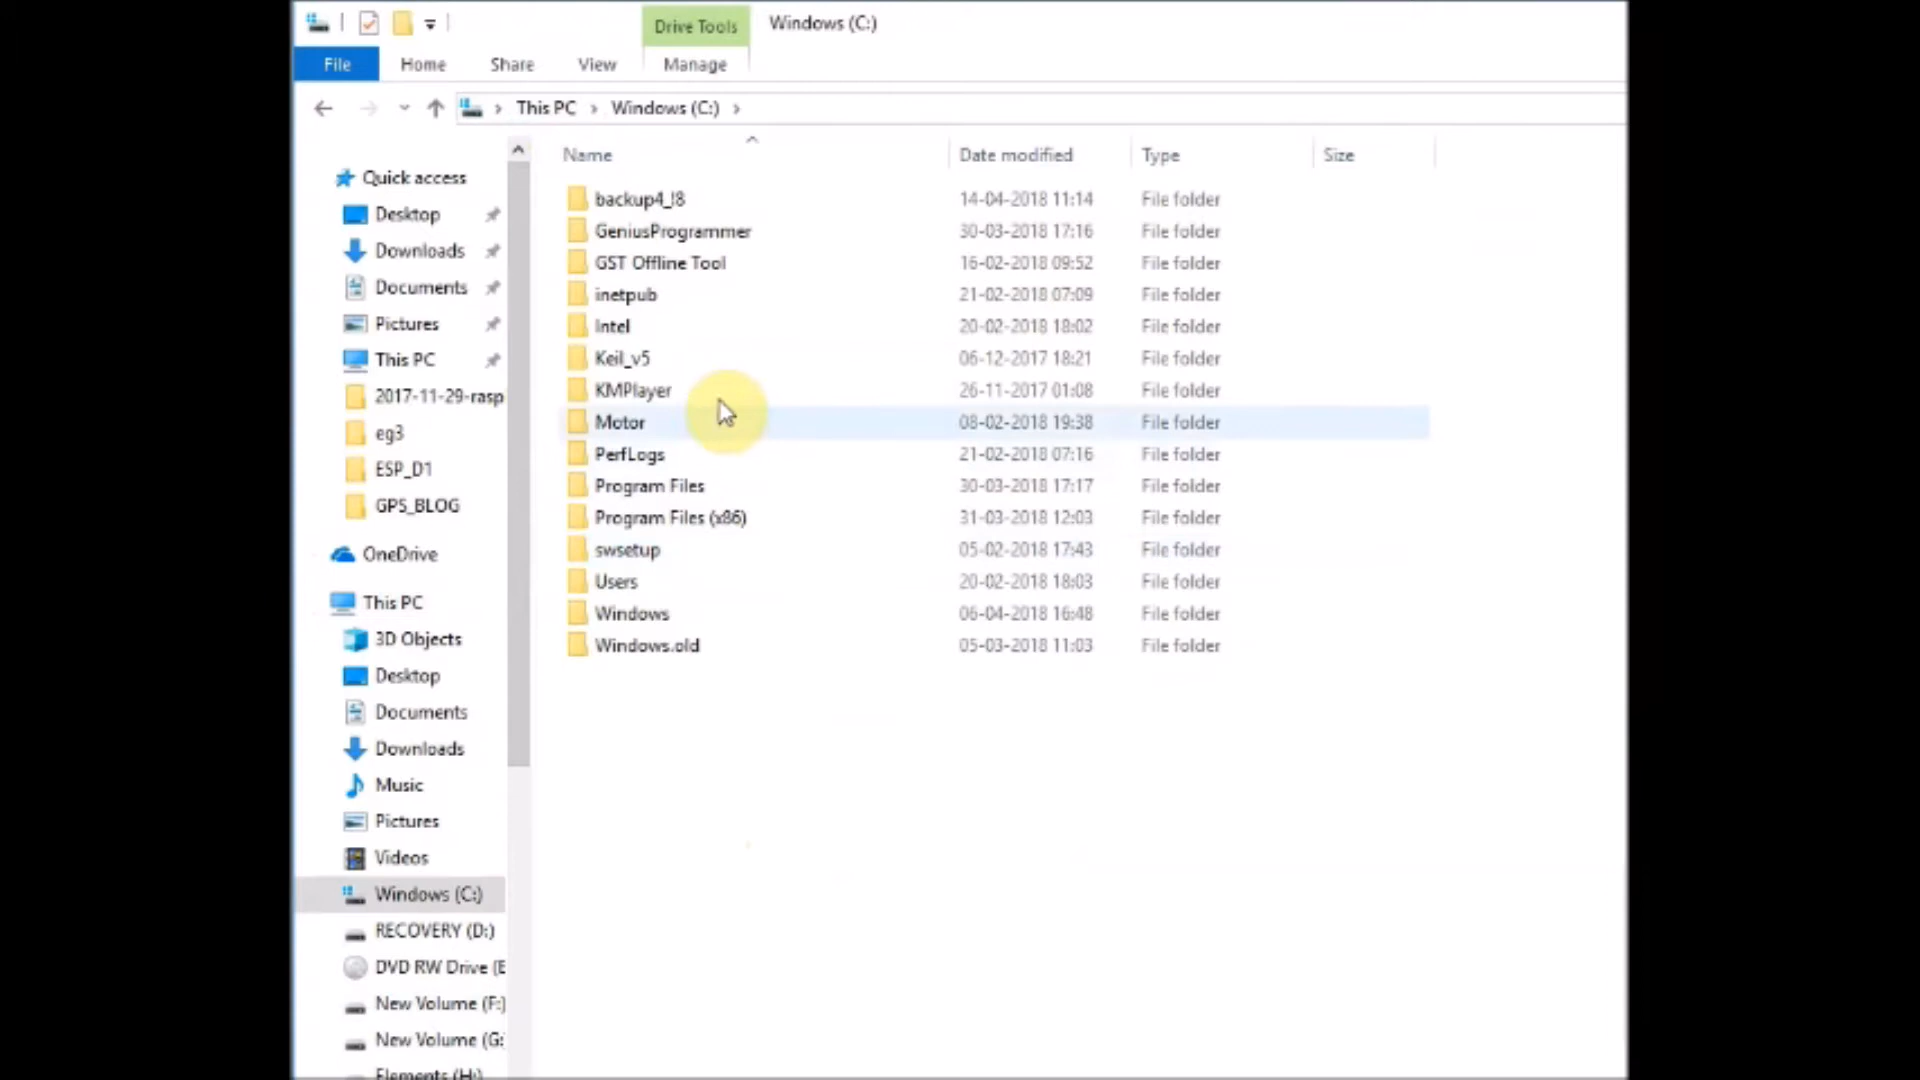 Drive Tools Windows (C:)
File Home Share View Manage
This PC Windows (C:)
Name Date modified Type Size
Quick access
Desktop
Downloads
Documents
Pictures
This PC
2017-11-29-rasp
eg3
ESP_D1
GPS_BLOG
OneDrive
This PC
3D Objects
Desktop
Documents
Downloads
Music
Pictures
Videos
Windows (C:)
RECOVERY (D:)
DVD RW Drive (E
New Volume (F:)
New Volume (G:
Elements (H:)
backup4_l8 14-04-2018 11:14 File folder
GeniusProgrammer 30-03-2018 17:16 File folder
GST Offline Tool 16-02-2018 09:52 File folder
inetpub 21-02-2018 07:09 File folder
Intel 20-02-2018 18:02 File folder
Keil_v5 06-12-2017 18:21 File folder
KMPlayer 26-11-2017 01:08 File folder
Motor 08-02-2018 19:38 File folder
PerfLogs 21-02-2018 07:16 File folder
Program Files 30-03-2018 17:17 File folder
Program Files (x86) 31-03-2018 12:03 File folder
swsetup 05-02-2018 17:43 File folder
Users 20-02-2018 18:03 File folder
Windows 06-04-2018 16:48 File folder
Windows.old 05-03-2018 11:03 File folder